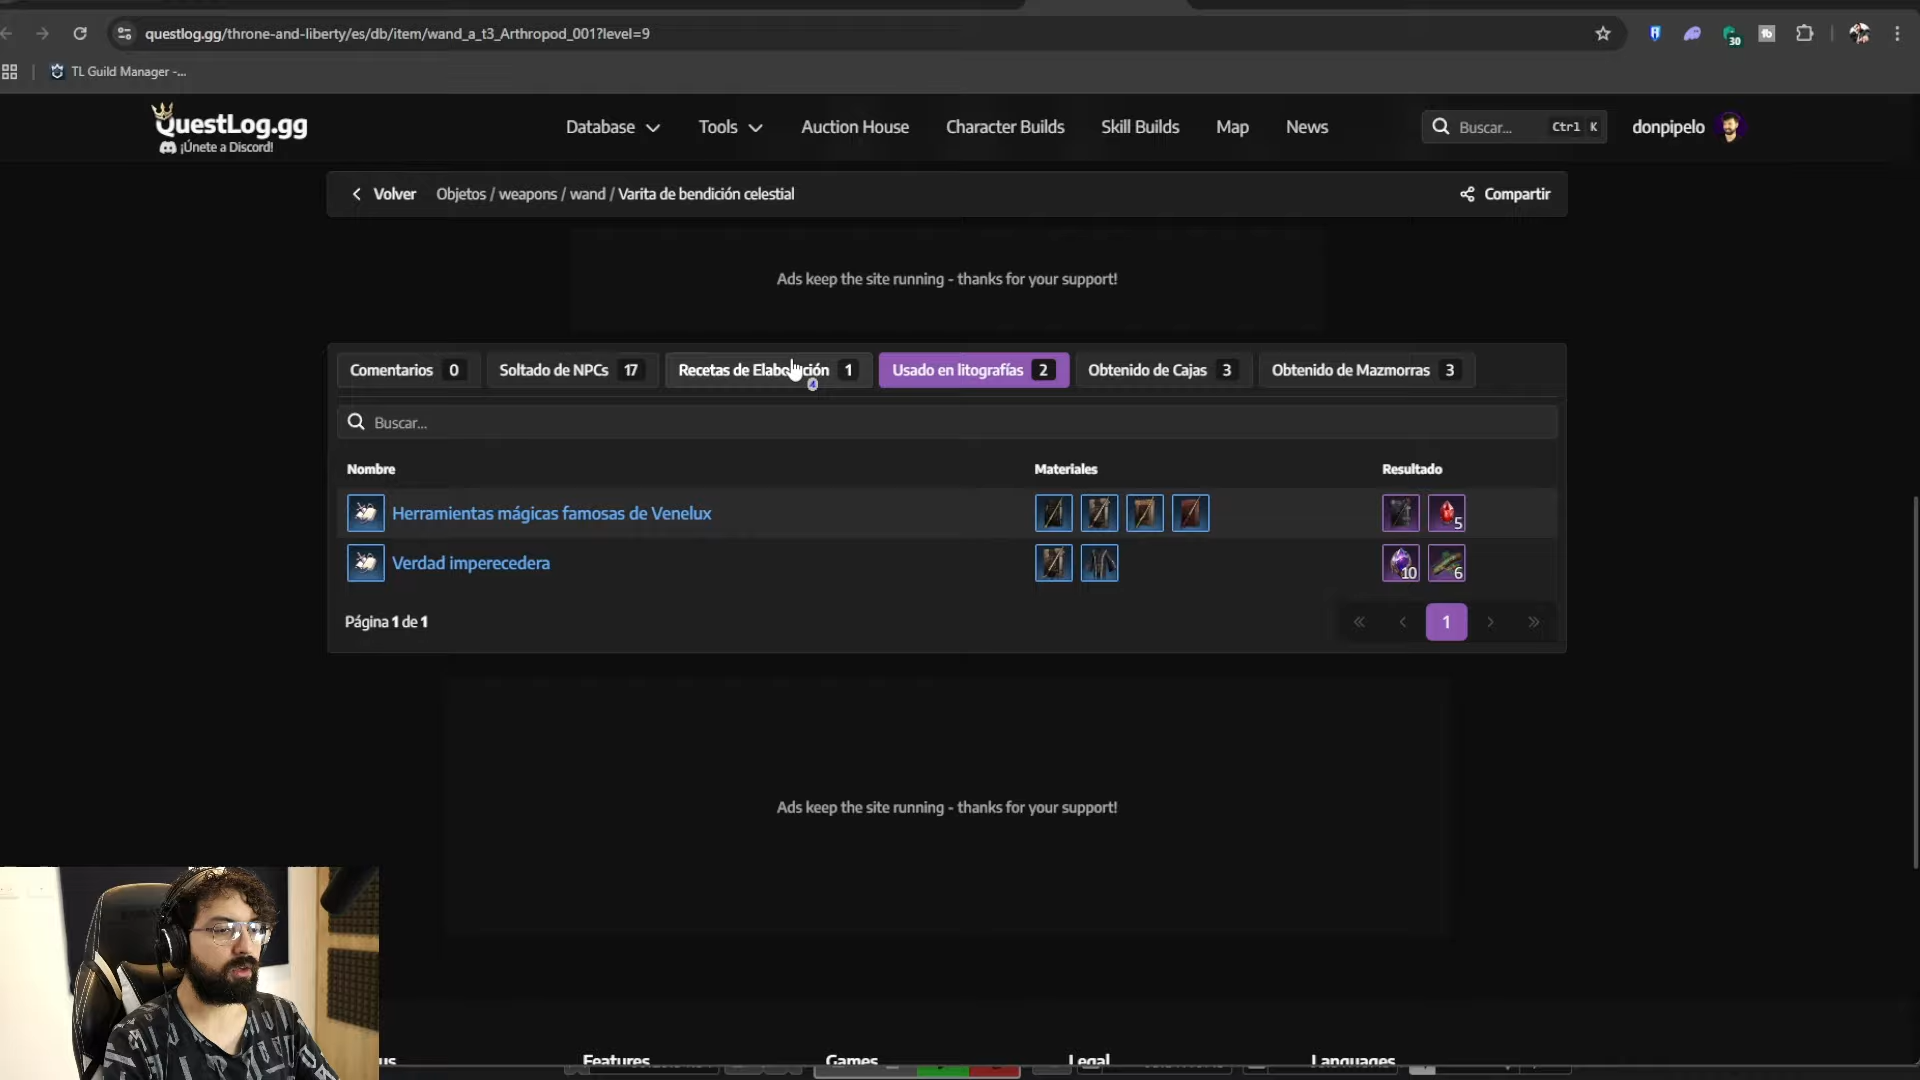 questlog.gg/throne-and-liberty/es/db/item/wand_a_t3_Arthropod_001?level=9
30
TL Guild Manager -...
QuestLog.gg
¡Únete a Discord!
Database
Tools
Auction House
Character Builds
Skill Builds
Map
News
Buscar...
Ctrl K
donpipelo
Volver
Objetos / weapons / wand / Varita de bendición celestial
Compartir
Ads keep the site running - thanks for your support!
Comentarios 0
Soltado de NPCs 17
Recetas de Elaboración 1
Usado en litografías 2
Obtenido de Cajas 3
Obtenido de Mazmorras 3
Buscar...
Nombre
Materiales
Resultado
Herramientas mágicas famosas de Venelux
5
Verdad imperecedera
10
6
Página 1 de 1
« ‹ 1 › »
Ads keep the site running - thanks for your support!
Features
Games
Legal
Languages